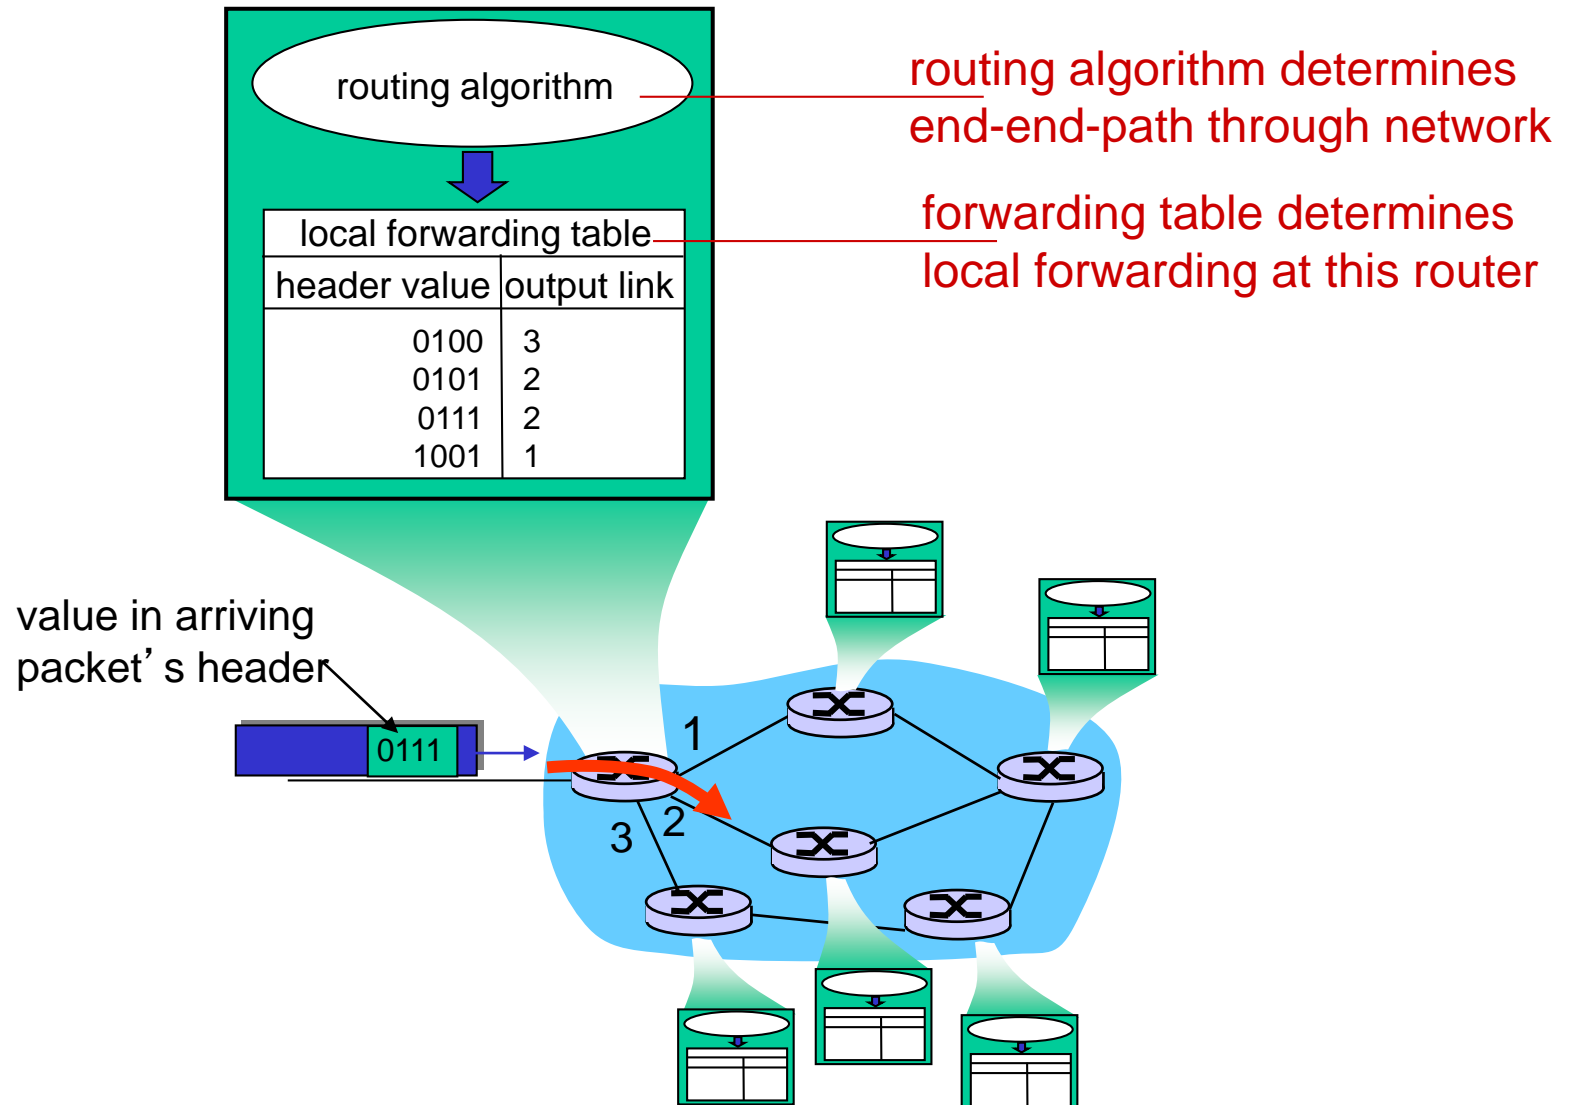 routing algorithm
routing algorithm determines
end-end-path through network
local forwarding table
forwarding table determines
local forwarding at this router
header value output link
0100 3
0101 2
0111 2
1001 1
value in arriving
packet’s header
0111
1
2
3